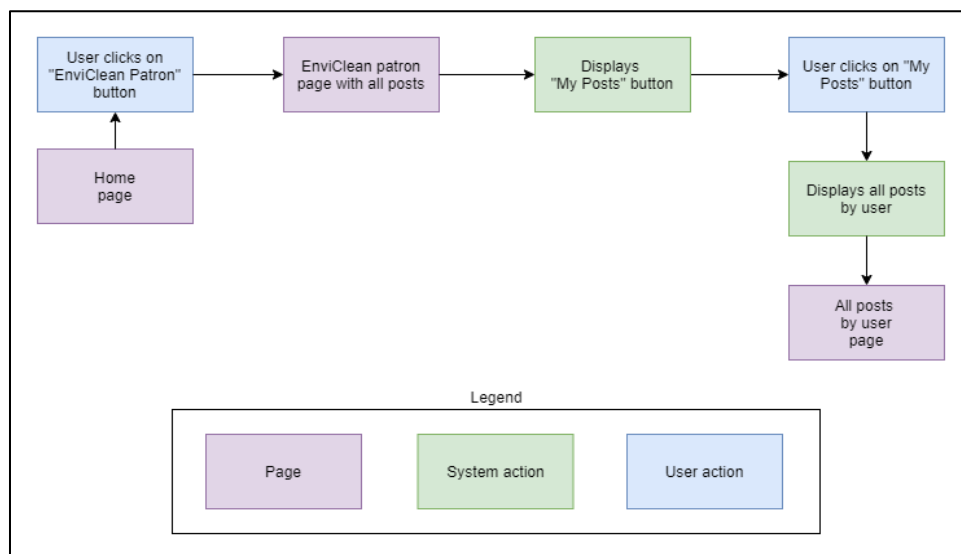 User clicks on
"EnviClean Patron"
button
EnviClean patron
page with all posts
Displays
"My Posts" button
User clicks on "My
Posts" button
Home
page
Displays all posts
by user
All posts
by user
page
Legend
Page
System action
User action